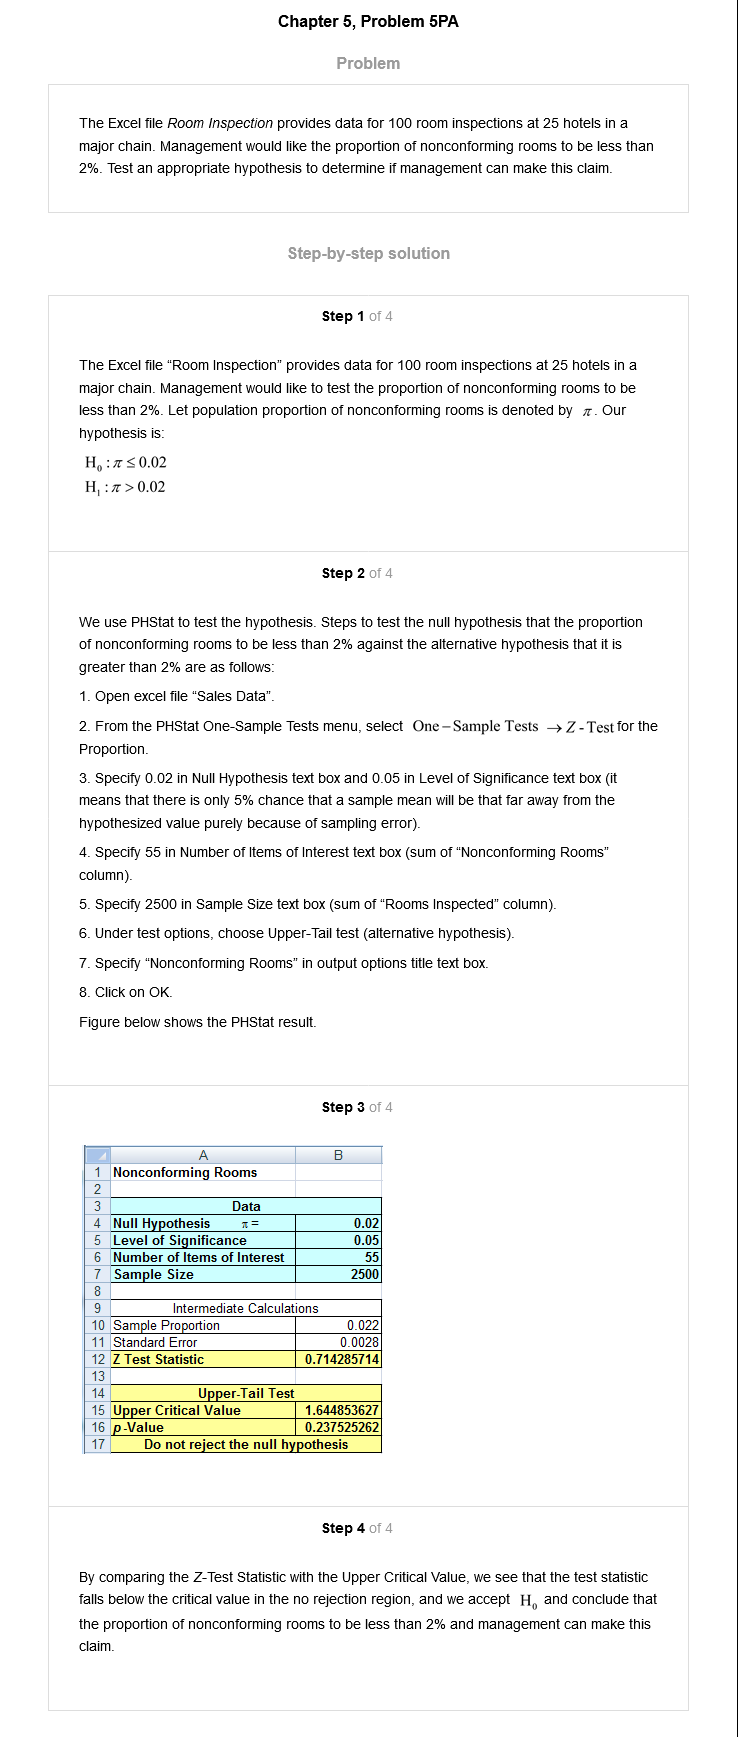 Chapter 5, Problem 5PA
Problem
The Excel file Room Inspection provides data for 100 room inspections at 25 hotels in a
major chain. Management would like the proportion of nonconforming rooms to be less than
2%. Test an appropriate hypothesis to determine if management can make this claim.
Step-by-step solution
Step 1 of 4
The Excel file “Room Inspection” provides data for 100 room inspections at 25 hotels in a
major chain. Management would like to test the proportion of nonconforming rooms to be
less than 2%. Let population proportion of nonconforming rooms is denoted by π. Our
hypothesis is:
H₀ : π ≤ 0.02
H₁ : π > 0.02
Step 2 of 4
We use PHStat to test the hypothesis. Steps to test the null hypothesis that the proportion
of nonconforming rooms to be less than 2% against the alternative hypothesis that it is
greater than 2% are as follows:
1. Open excel file “Sales Data”.
2. From the PHStat One-Sample Tests menu, select One – Sample Tests → Z - Test for the
Proportion.
3. Specify 0.02 in Null Hypothesis text box and 0.05 in Level of Significance text box (it
means that there is only 5% chance that a sample mean will be that far away from the
hypothesized value purely because of sampling error).
4. Specify 55 in Number of Items of Interest text box (sum of “Nonconforming Rooms”
column).
5. Specify 2500 in Sample Size text box (sum of “Rooms Inspected” column).
6. Under test options, choose Upper-Tail test (alternative hypothesis).
7. Specify “Nonconforming Rooms” in output options title text box.
8. Click on OK.
Figure below shows the PHStat result.
Step 3 of 4
A B
1 Nonconforming Rooms
2
3 Data
4 Null Hypothesis π = 0.02
5 Level of Significance 0.05
6 Number of Items of Interest 55
7 Sample Size 2500
8
9 Intermediate Calculations
10 Sample Proportion 0.022
11 Standard Error 0.0028
12 Z Test Statistic 0.714285714
13
14 Upper-Tail Test
15 Upper Critical Value 1.644853627
16 p-Value 0.237525262
17 Do not reject the null hypothesis
Step 4 of 4
By comparing the Z-Test Statistic with the Upper Critical Value, we see that the test statistic
falls below the critical value in the no rejection region, and we accept H₀ and conclude that
the proportion of nonconforming rooms to be less than 2% and management can make this
claim.